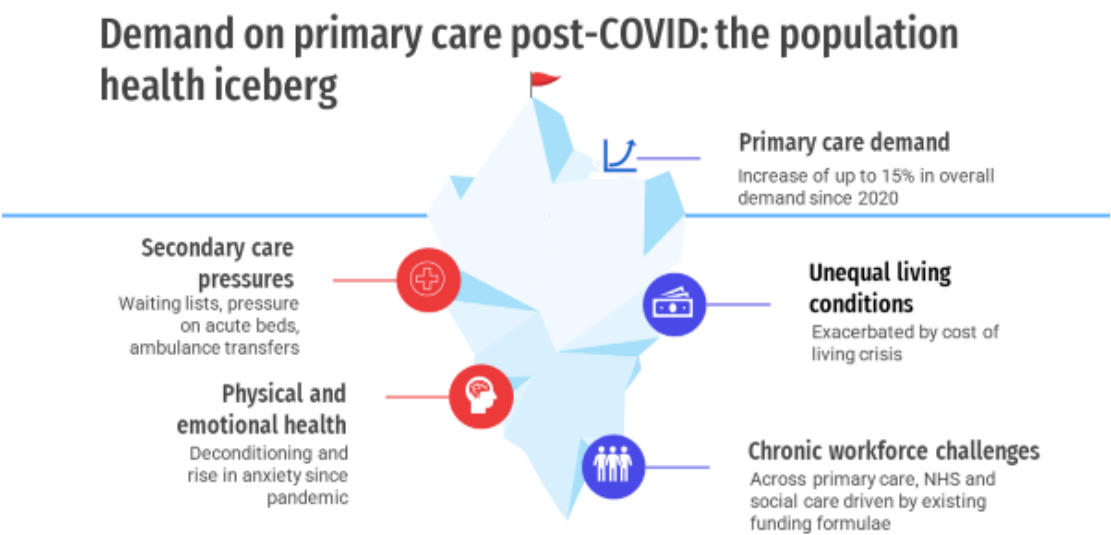 Demand on primary care post-COVID: the population
health iceberg
Primary care demand
Increase of up to 15% in overall
demand since 2020
Secondary care
pressures
Waiting lists, pressure
on acute beds,
ambulance transfers
Unequal living
conditions
Exacerbated by cost of
living crisis
Physical and
emotional health
Deconditioning and
rise in anxiety since
pandemic
Chronic workforce challenges
Across primary care, NHS and
social care driven by existing
funding formulae